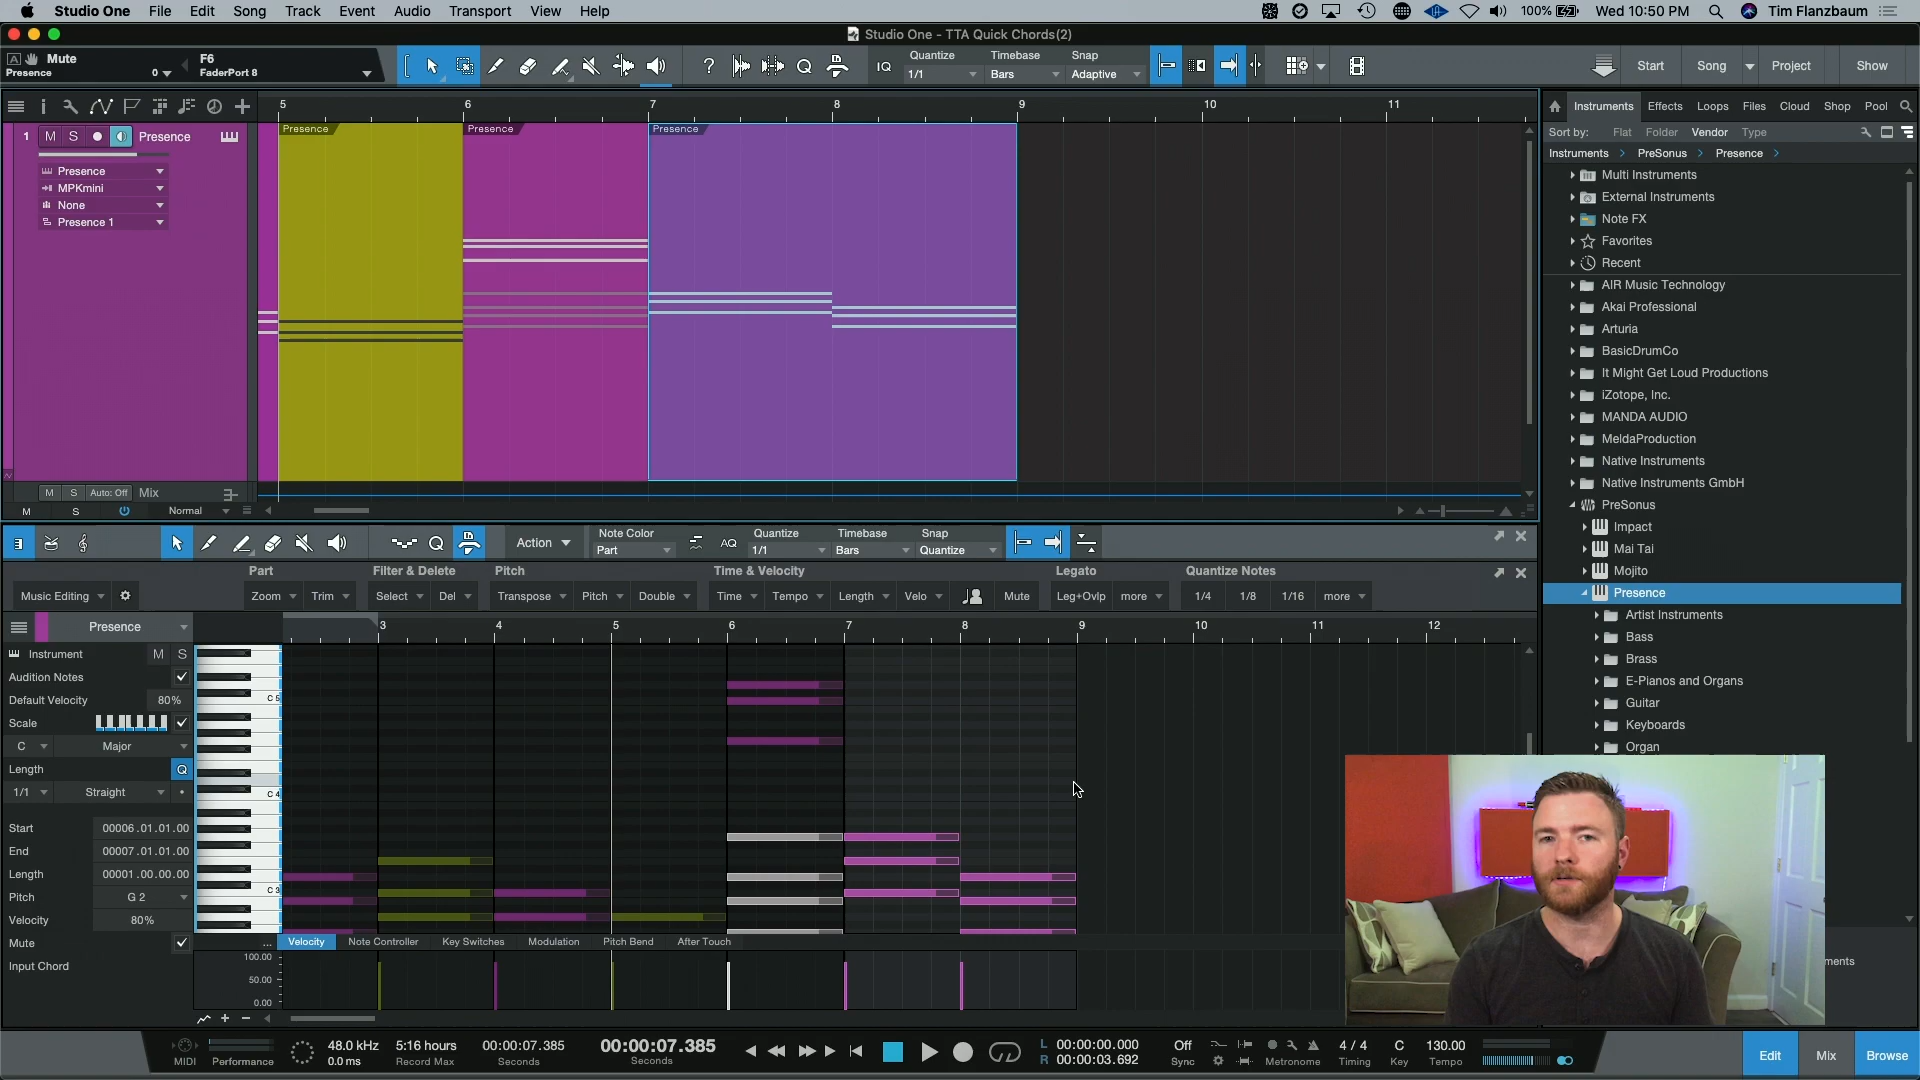 Studio One File Edit Song Track Event Audio Transport View Help 100% Wed 10:50 PM Tim Flanzbaum
Studio One - TTA Quick Chords(2)
Mute F6
Presence 0 FaderPort 8
IQ Quantize Timebase Snap
1/1 Bars Adaptive
Start Song Project Show
5 6 7 8 9 10 11
1 M S Presence
Presence
MPKmini
None
Presence 1
Presence Presence Presence
M S Auto: Off Mix
M S Normal
Instruments Effects Loops Files Cloud Shop Pool
Sort by: Flat Folder Vendor Type
Instruments PreSonus Presence
Multi Instruments
External Instruments
Note FX
Favorites
Recent
AIR Music Technology
Akai Professional
Arturia
BasicDrumCo
It Might Get Loud Productions
iZotope, Inc.
MANDA AUDIO
MeldaProduction
Native Instruments
Native Instruments GmbH
PreSonus
Impact
Mai Tai
Mojito
Presence
Artist Instruments
Bass
Brass
E-Pianos and Organs
Guitar
Keyboards
Organ
ments
Action Note Color AQ Quantize Timebase Snap
Part 1/1 Bars Quantize
Part Filter & Delete Pitch Time & Velocity Legato Quantize Notes
Music Editing Zoom Trim Select Del Transpose Pitch Double Time Tempo Length Velo Mute Leg+Ovlp more 1/4 1/8 1/16 more
Presence
3 4 5 6 7 8 9 10 11 12
Instrument M S
Audition Notes
Default Velocity 80%
Scale
C Major
Length Q
1/1 Straight
Start 00006.01.01.00
End 00007.01.01.00
Length 00001.00.00.00
Pitch G 2
Velocity 80%
Mute
Input Chord
C 5
C 4
C 3
... Velocity Note Controller Key Switches Modulation Pitch Bend After Touch
100.00
50.00
0.00
MIDI Performance
48.0 kHz
0.0 ms
5:16 hours
Record Max
00:00:07.385
Seconds
00:00:07.385
Seconds
L 00:00:00.000
R 00:00:03.692
Off
Sync
Metronome
4 / 4
Timing
C
Key
130.00
Tempo
Edit Mix Browse